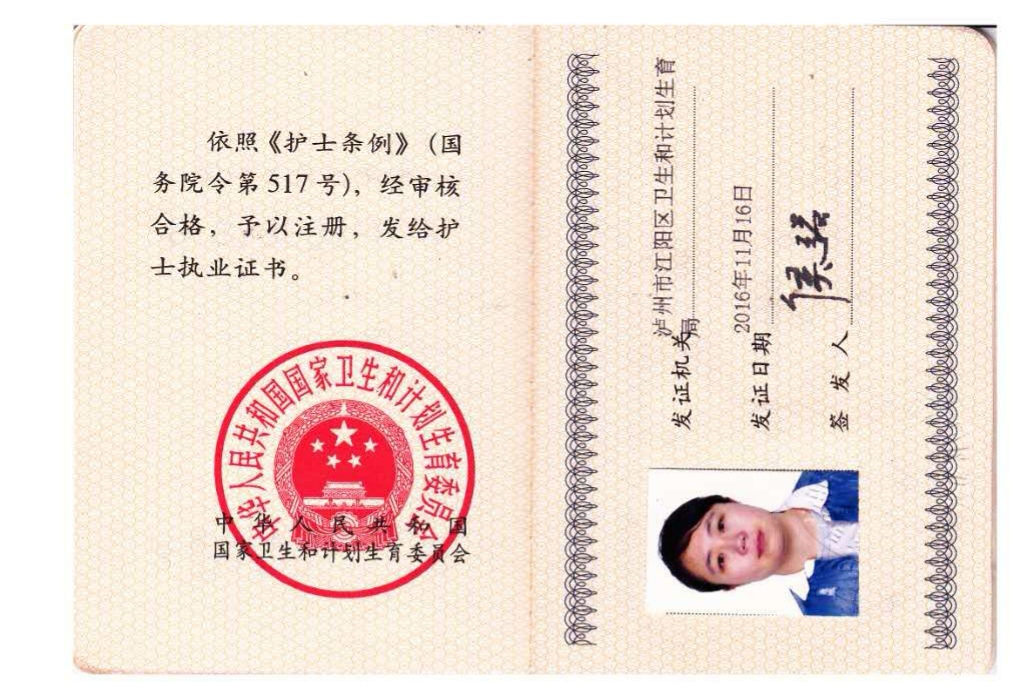 依照《护士条例》（国
务院令第 517 号），经审核
合格，予以注册，发给护
士执业证书。
中华人民共和国国家卫生和计划生育委员会
中华人民共和国
国家卫生和计划生育委员会
发证机关 泸州市江阳区卫生和计划生育
局
发证日期 2016年11月16日
签发人